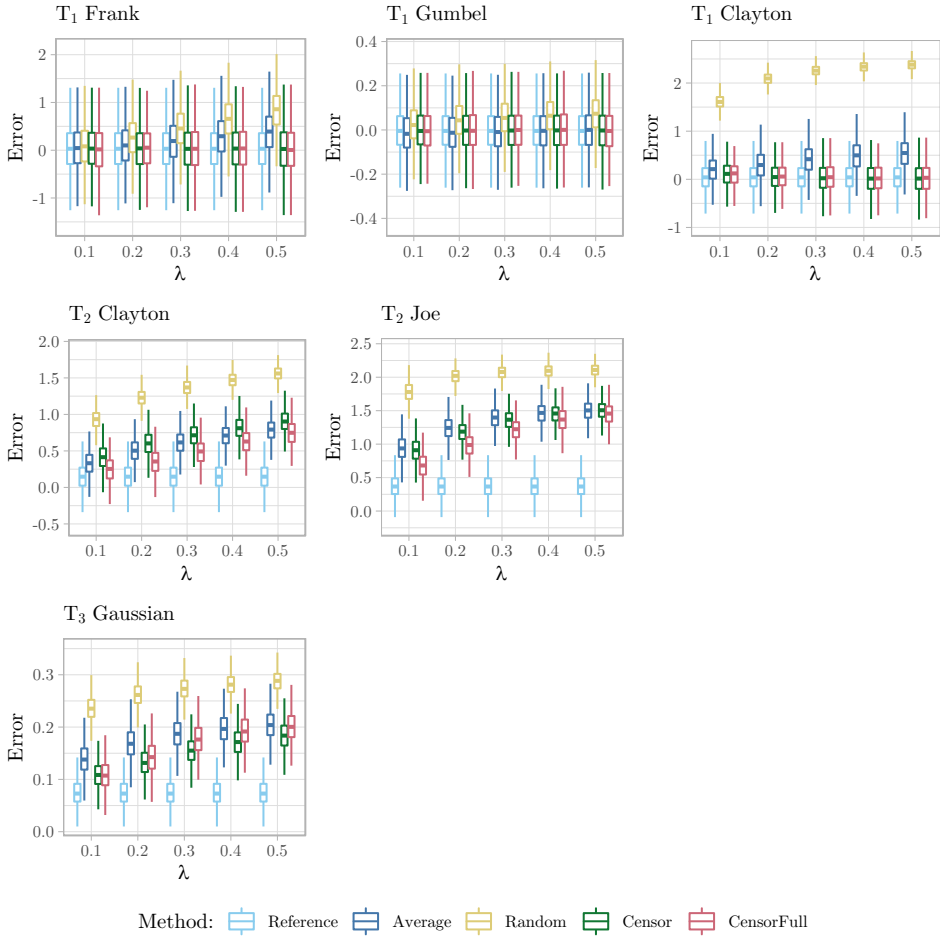 T₁ Frank
T₁ Gumbel
T₁ Clayton
Error
2
1
0
-1
0.1 0.2 0.3 0.4 0.5
λ
Error
0.4
0.2
0.0
-0.2
-0.4
0.1 0.2 0.3 0.4 0.5
λ
Error
2
1
0
-1
0.1 0.2 0.3 0.4 0.5
λ
T₂ Clayton
T₂ Joe
Error
2.0
1.5
1.0
0.5
0.0
-0.5
0.1 0.2 0.3 0.4 0.5
λ
Error
2.5
2.0
1.5
1.0
0.5
0.0
0.1 0.2 0.3 0.4 0.5
λ
T₃ Gaussian
Error
0.3
0.2
0.1
0.0
0.1 0.2 0.3 0.4 0.5
λ
Method: Reference Average Random Censor CensorFull